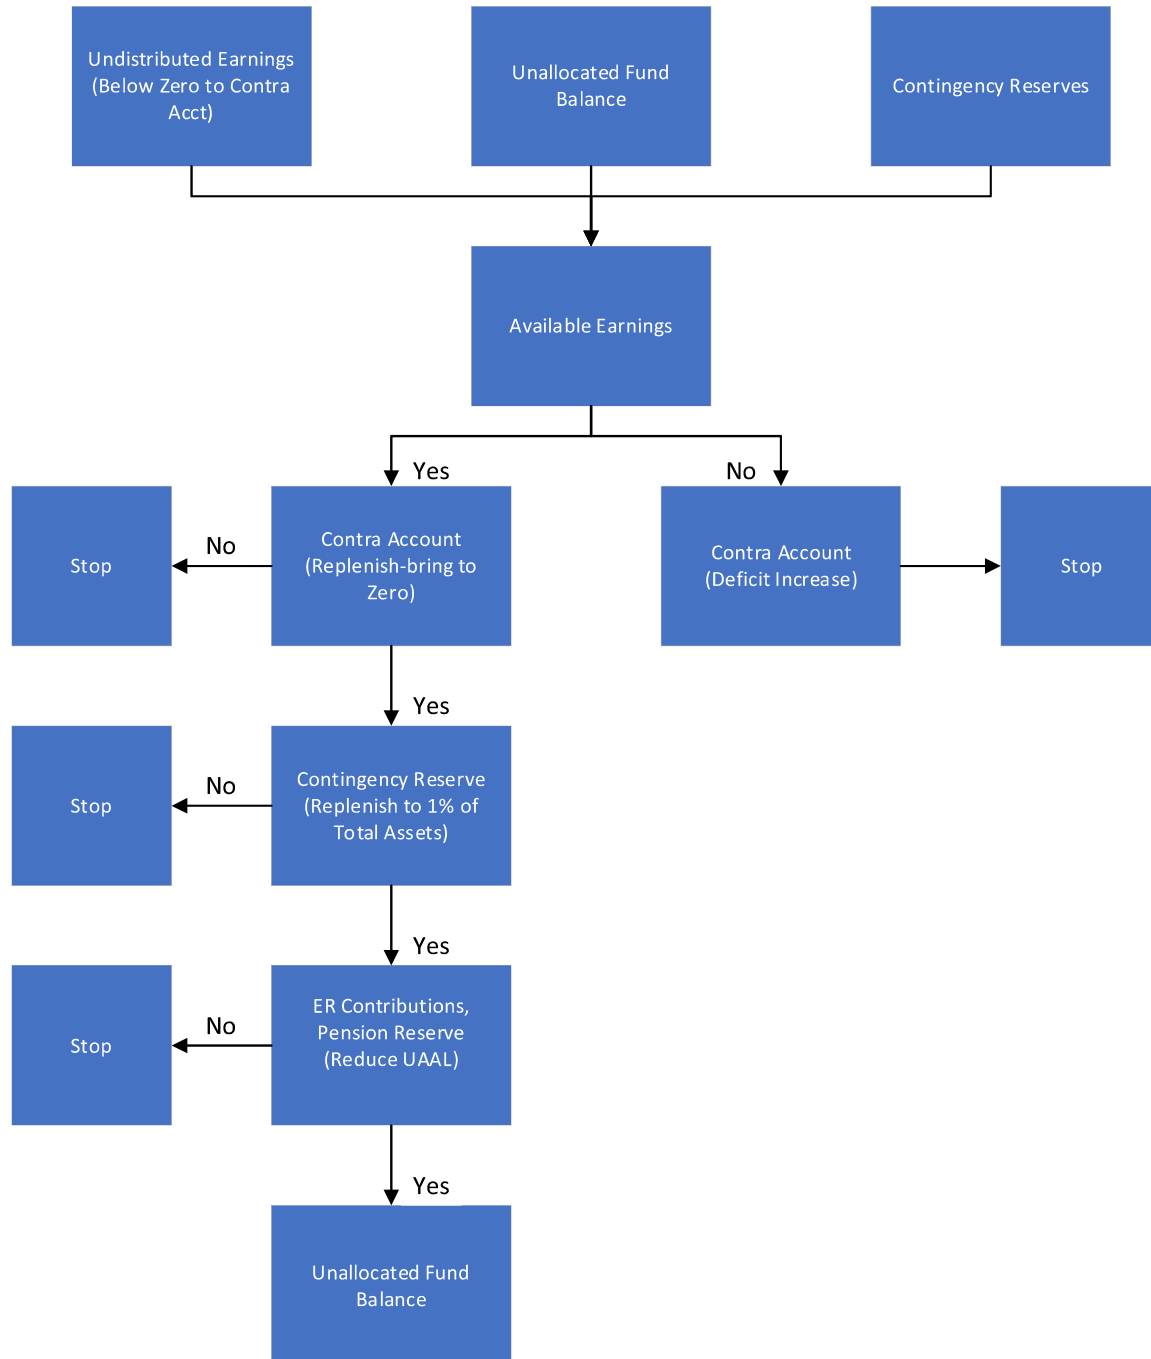 Undistributed Earnings
(Below Zero to Contra
Acct)
Unallocated Fund
Balance
Contingency Reserves
Available Earnings
Yes
No
Stop
No
Contra Account
(Replenish-bring to
Zero)
Contra Account
(Deficit Increase)
Stop
Yes
Stop
No
Contingency Reserve
(Replenish to 1% of
Total Assets)
Yes
Stop
No
ER Contributions,
Pension Reserve
(Reduce UAAL)
Yes
Unallocated Fund
Balance